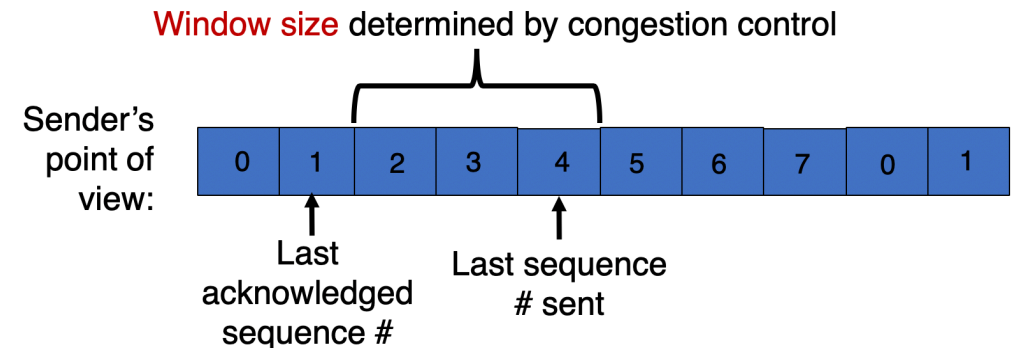 Window size determined by congestion control
Sender's
point of
view:
0 1 2 3 4 5 6 7 0 1
Last
acknowledged
sequence #
Last sequence
# sent